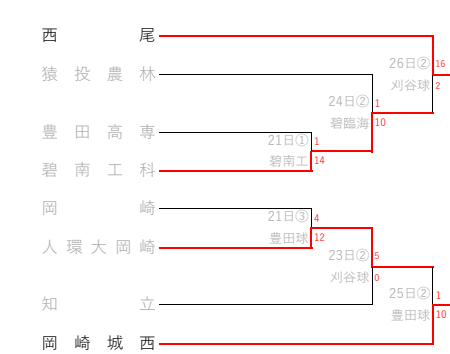 西尾
26日② 16
猿投農林
刈谷球 2
24日② 1
碧臨海 10
豊田高専
21日① 1
碧南工 14
碧南工科
岡崎
21日③ 4
豊田球 12
人環大岡崎
23日② 5
刈谷球 0
25日② 1
知立
豊田球 10
岡崎城西